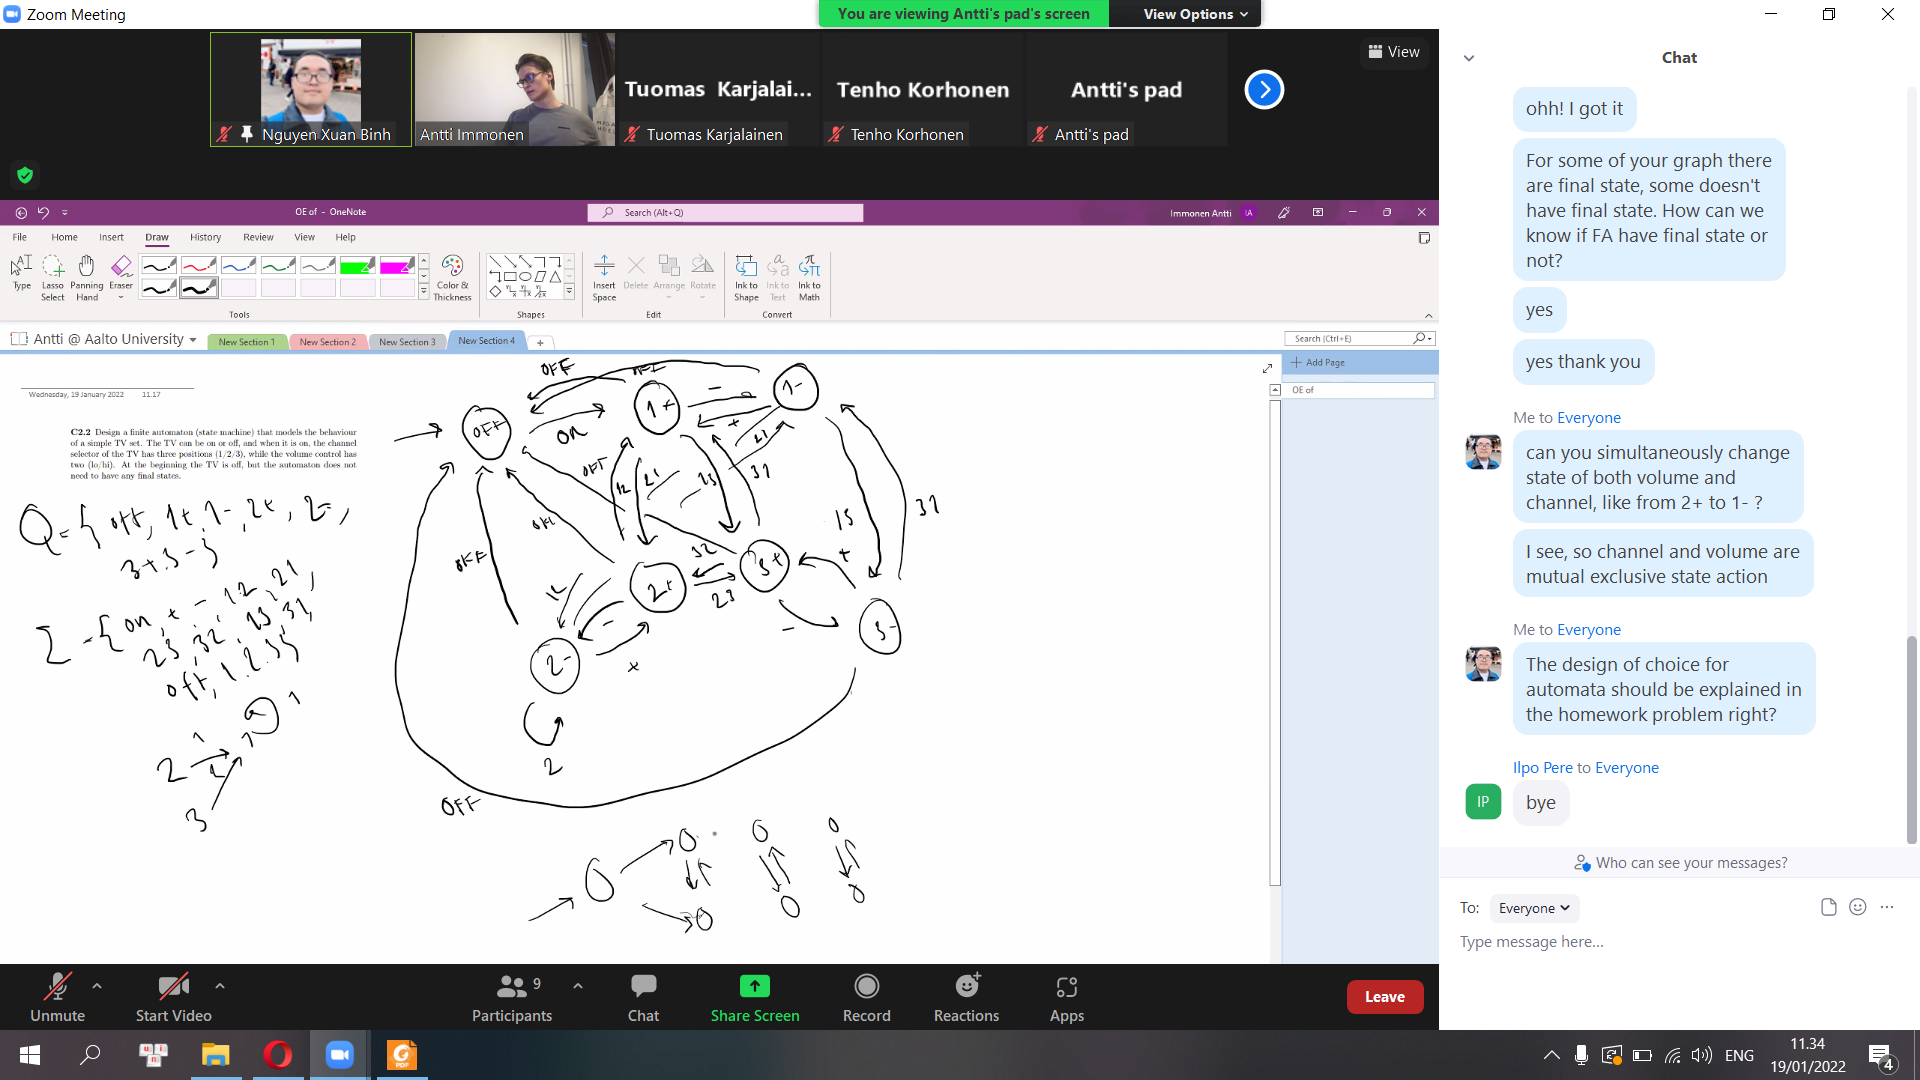 Zoom Meeting
You are viewing Antti's pad's screen
View Options
Nguyen Xuan Binh
Antti Immonen
Tuomas Karjalai...
Tuomas Karjalainen
Tenho Korhonen
Tenho Korhonen
Antti's pad
Antti's pad
View
OE of - OneNote
Search (Alt+Q)
Immonen Antti
IA
File
Home
Insert
Draw
History
Review
View
Help
Type
Lasso Select
Panning Hand
Eraser
Color & Thickness
Insert Space
Delete
Arrange
Rotate
Ink to Shape
Ink to Text
Ink to Math
Tools
Shapes
Edit
Convert
Antti @ Aalto University
New Section 1
New Section 2
New Section 3
New Section 4
Search (Ctrl+E)
Add Page
OE of
Wednesday, 19 January 2022 11.17
C2.2 Design a finite automaton (state machine) that models the behaviour
of a simple TV set. The TV can be on or off, and when it is on, the channel
selector of the TV has three positions (1/2/3), while the volume control has
two (lo/hi). At the beginning the TV is off, but the automaton does not
need to have any final states.
Q = { off, 1+, 1-, 2+, 2-,
3+, 3- }
Σ = { on, +, -, 12, 21,
23, 32, 13, 31,
off, 1, 2, 3 }
OFF
OFF
OFF
ON
1+
-
1-
+
21
OFF
12
21
13
31
13
31
OFF
OFF
32
23
2+
3+
+
-
3-
12
-
+
2-
2
OFF
2
3
Chat
ohh! I got it
For some of your graph there
are final state, some doesn't
have final state. How can we
know if FA have final state or
not?
yes
yes thank you
Me to Everyone
can you simultaneously change
state of both volume and
channel, like from 2+ to 1- ?
I see, so channel and volume are
mutual exclusive state action
Me to Everyone
The design of choice for
automata should be explained in
the homework problem right?
Ilpo Pere to Everyone
IP
bye
Who can see your messages?
To: Everyone
Type message here...
Unmute
Start Video
Participants
9
Chat
Share Screen
Record
Reactions
Apps
Leave
ENG
11.34
19/01/2022
4